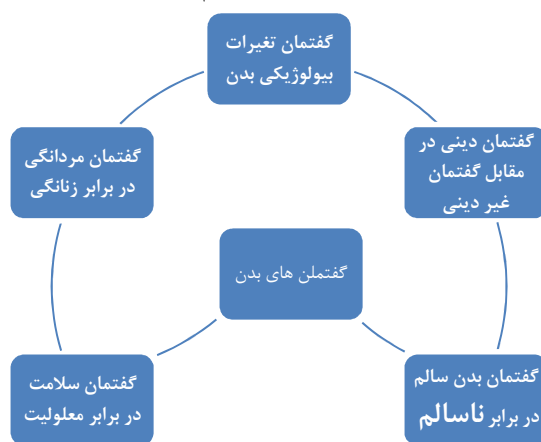 گفتمان تغیرات
بیولوژیکی بدن
گفتمان دینی در
مقابل گفتمان
غیر دینی
گفتمان مردانگی
در برابر زنانگی
گفتملن های بدن
گفتمان بدن سالم
در برابر ناسالم
گفتمان سلامت
در برابر معلولیت